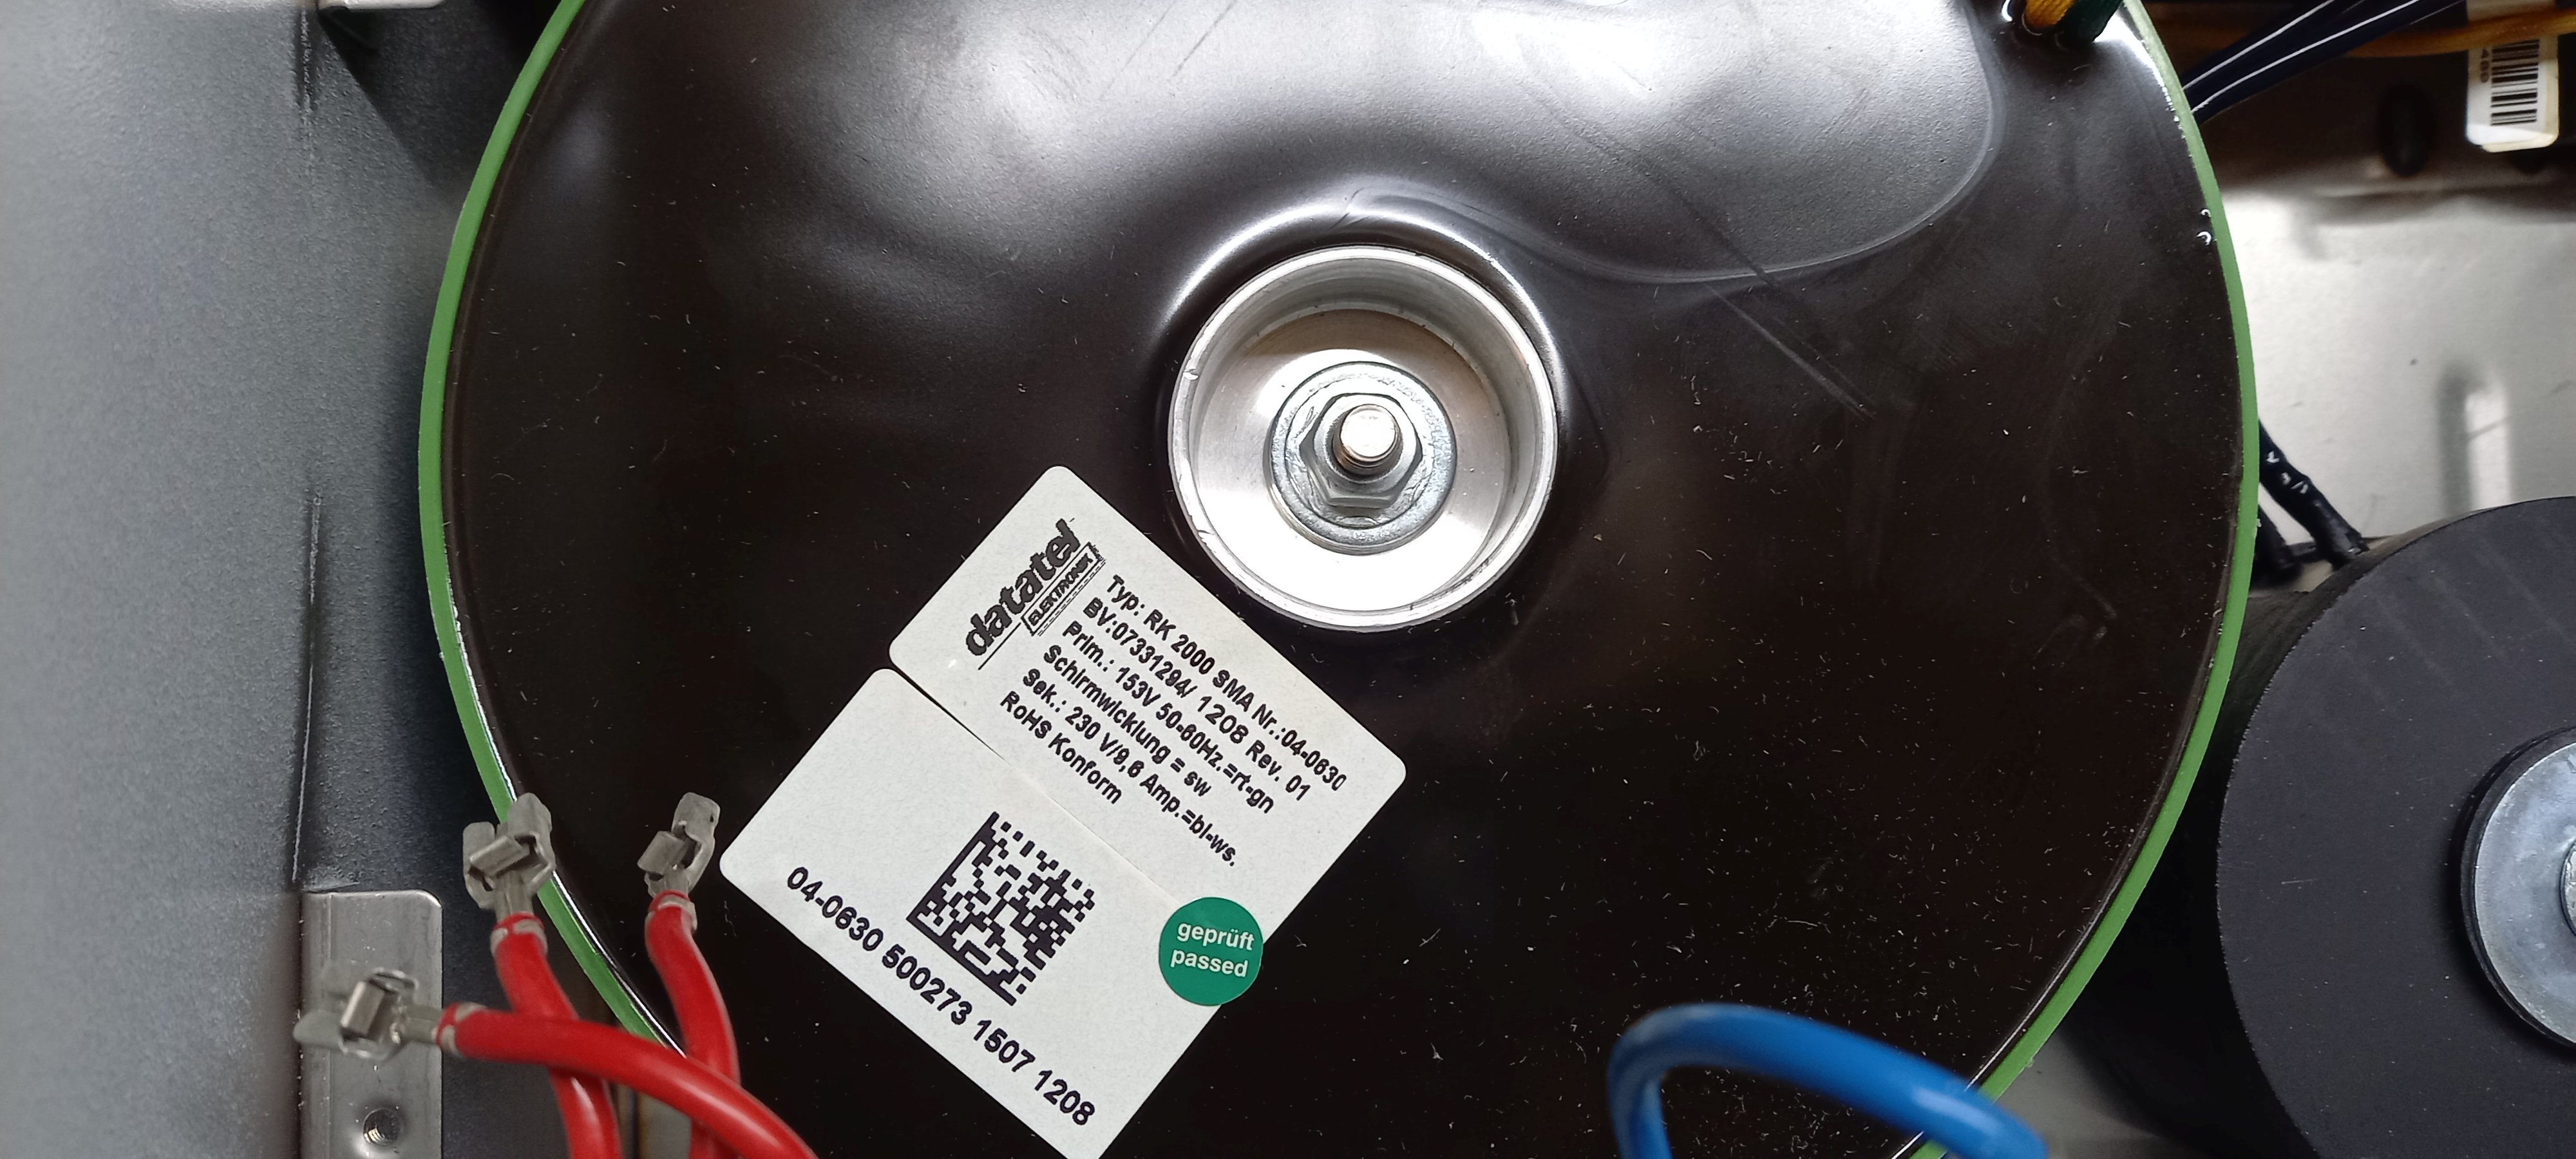 datatel
ELEKTRONIK
Typ: RK 2000 SMA Nr.:04-0630
BV:07331294/ 1208 Rev. 01
Prim.: 153V 50-60Hz.=rt-gn
Schirmwicklung = sw
Sek.: 230 V/9,6 Amp.=bl-ws.
RoHS Konform
geprüft
passed
04-0630 500273 1507 1208